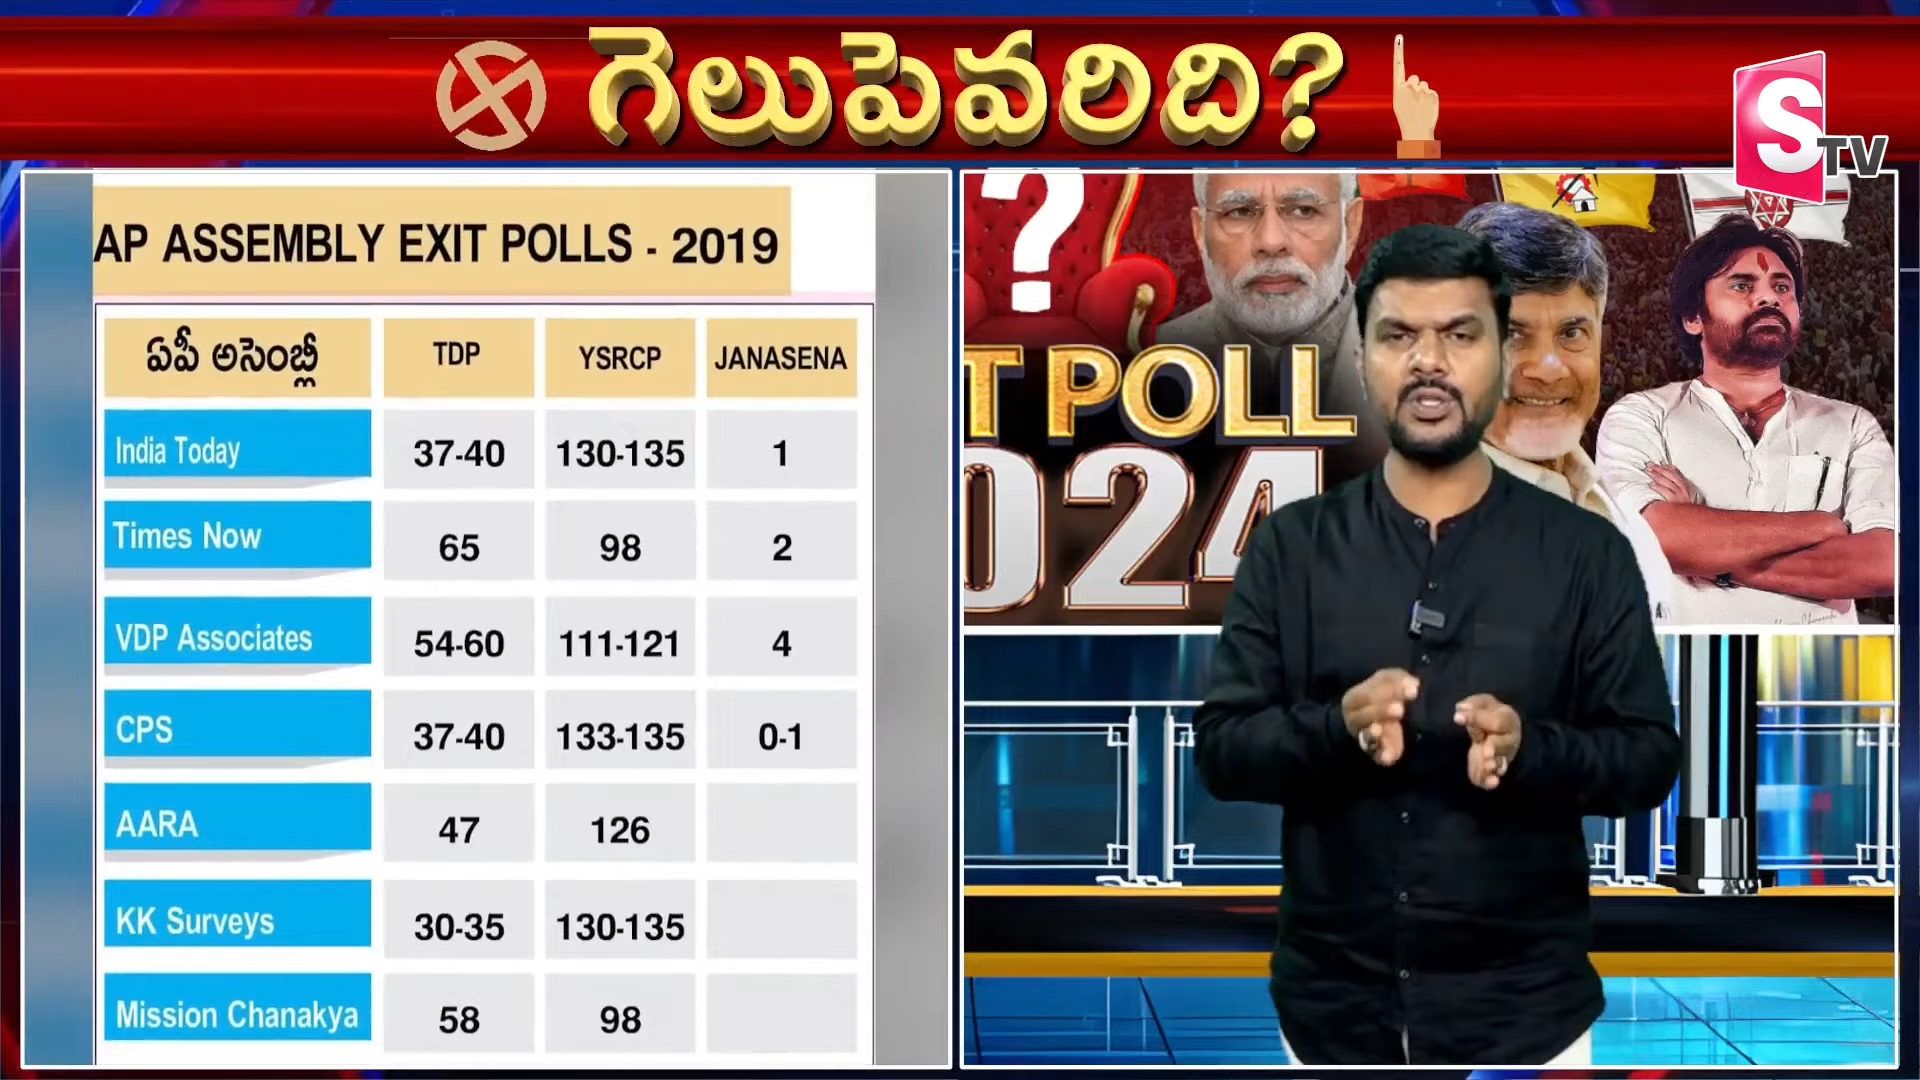 గెలుపెవరిది?
S TV
AP ASSEMBLY EXIT POLLS - 2019
ఏపీ అసెంబ్లీ TDP YSRCP JANASENA
India Today 37-40 130-135 1
Times Now 65 98 2
VDP Associates 54-60 111-121 4
CPS 37-40 133-135 0-1
AARA 47 126
KK Surveys 30-35 130-135
Mission Chanakya 58 98
?
T POLL
024